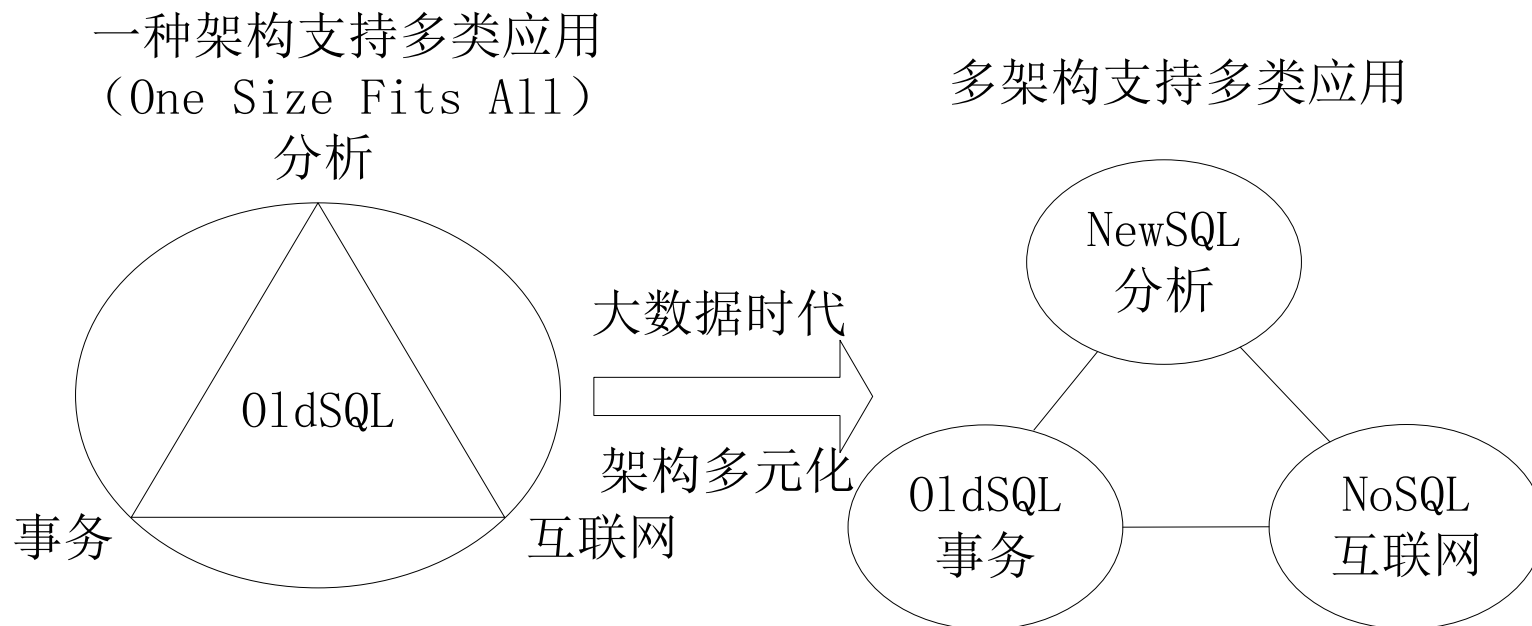 一种架构支持多类应用
（One Size Fits All）
分析
OldSQL
事务
互联网
大数据时代
架构多元化
多架构支持多类应用
NewSQL
分析
OldSQL
事务
NoSQL
互联网